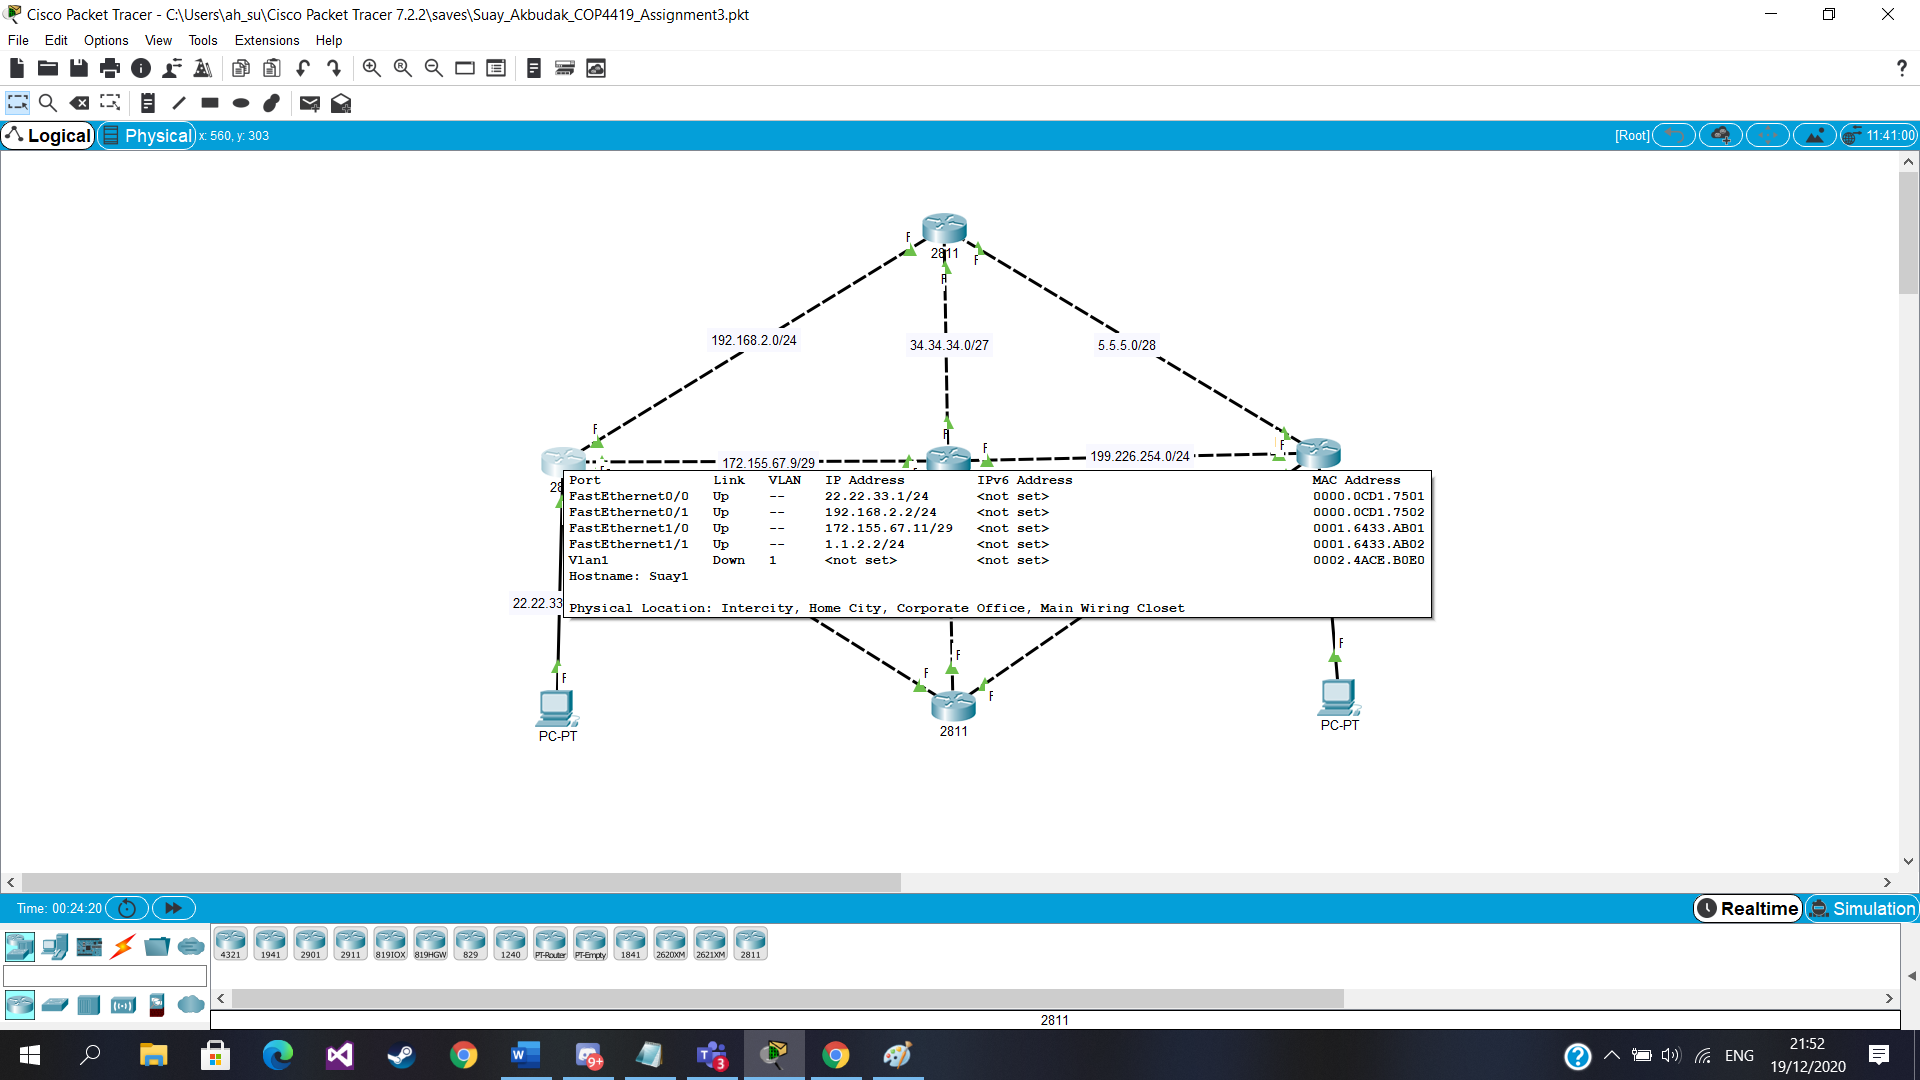 Cisco Packet Tracer - C:\Users\ah_su\Cisco Packet Tracer 7.2.2\saves\Suay_Akbudak_COP4419_Assignment3.pkt
File Edit Options View Tools Extensions Help
?
Logical Physical x: 560, y: 303 [Root] 11:41:00
F
2811
F
F
192.168.2.0/24 34.34.34.0/27 5.5.5.0/28
F F F F
172.155.67.9/29 199.226.254.0/24
28
Port Link VLAN IP Address IPv6 Address MAC Address
FastEthernet0/0 Up -- 22.22.33.1/24 <not set> 0000.0CD1.7501
FastEthernet0/1 Up -- 192.168.2.2/24 <not set> 0000.0CD1.7502
FastEthernet1/0 Up -- 172.155.67.11/29 <not set> 0001.6433.AB01
FastEthernet1/1 Up -- 1.1.2.2/24 <not set> 0001.6433.AB02
Vlan1 Down 1 <not set> <not set> 0002.4ACE.B0E0
Hostname: Suay1
22.22.33
Physical Location: Intercity, Home City, Corporate Office, Main Wiring Closet
F F F F F
PC-PT 2811 PC-PT
Time: 00:24:20 Realtime Simulation
4321 1941 2901 2911 819IOX 819HGW 829 1240 PT-Router PT-Empty 1841 2620XM 2621XM 2811
2811
9+ 3
ENG
21:52
19/12/2020